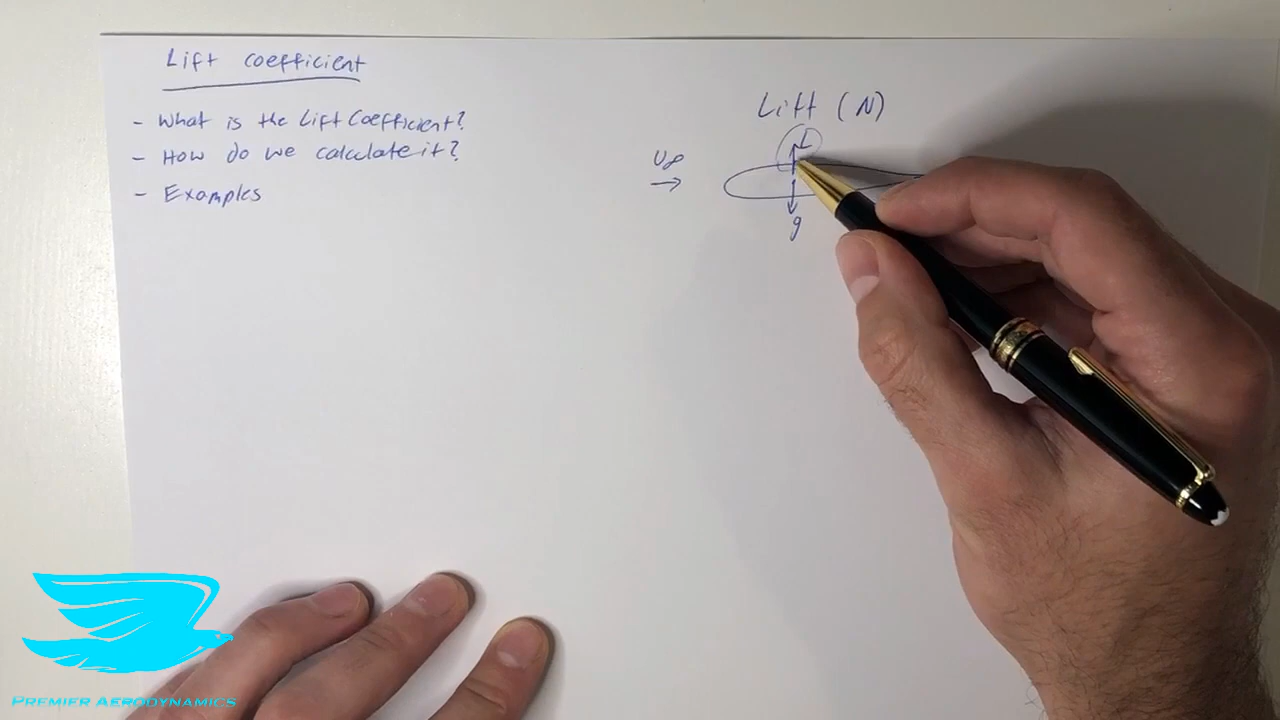 Lift coefficient
- What is the Lift Coefficient?
- How do we calculate it?
- Examples
Lift (N)
L
U∞
→
g
PREMIER AERODYNAMICS